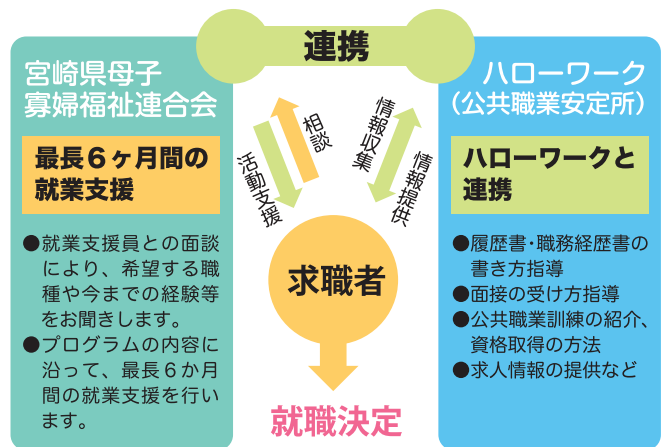 連携
宮崎県母子
寡婦福祉連合会
最長６ヶ月間の
就業支援
●就業支援員との面談
により、希望する職
種や今までの経験等
をお聞きします。
●プログラムの内容に
沿って、最長６か月
間の就業支援を行い
ます。
相談
活動支援
情報収集
情報提供
求職者
就職決定
ハローワーク
（公共職業安定所）
ハローワークと
連携
●履歴書･職務経歴書の
書き方指導
●面接の受け方指導
●公共職業訓練の紹介、
資格取得の方法
●求人情報の提供など